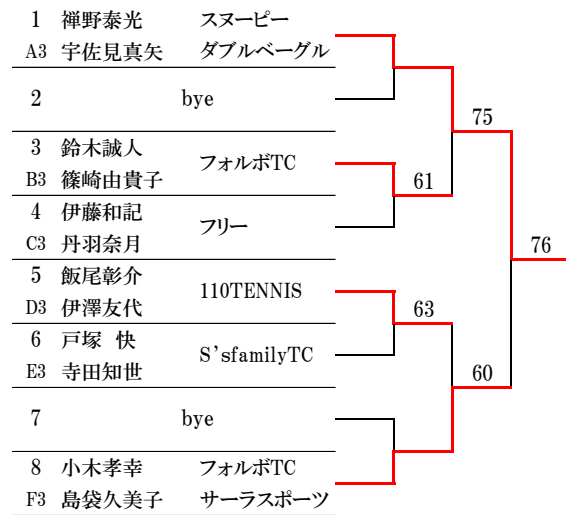 1 禅野泰光 スヌーピー
A3 宇佐見真矢 ダブルベーグル
2 bye
75
3 鈴木誠人
フォルボTC
B3 篠崎由貴子
61
4 伊藤和記
フリー
C3 丹羽奈月
76
5 飯尾彰介
110TENNIS
D3 伊澤友代
63
6 戸塚 快
S’sfamilyTC
E3 寺田知世
60
7 bye
8 小木孝幸 フォルボTC
F3 島袋久美子 サーラスポーツ